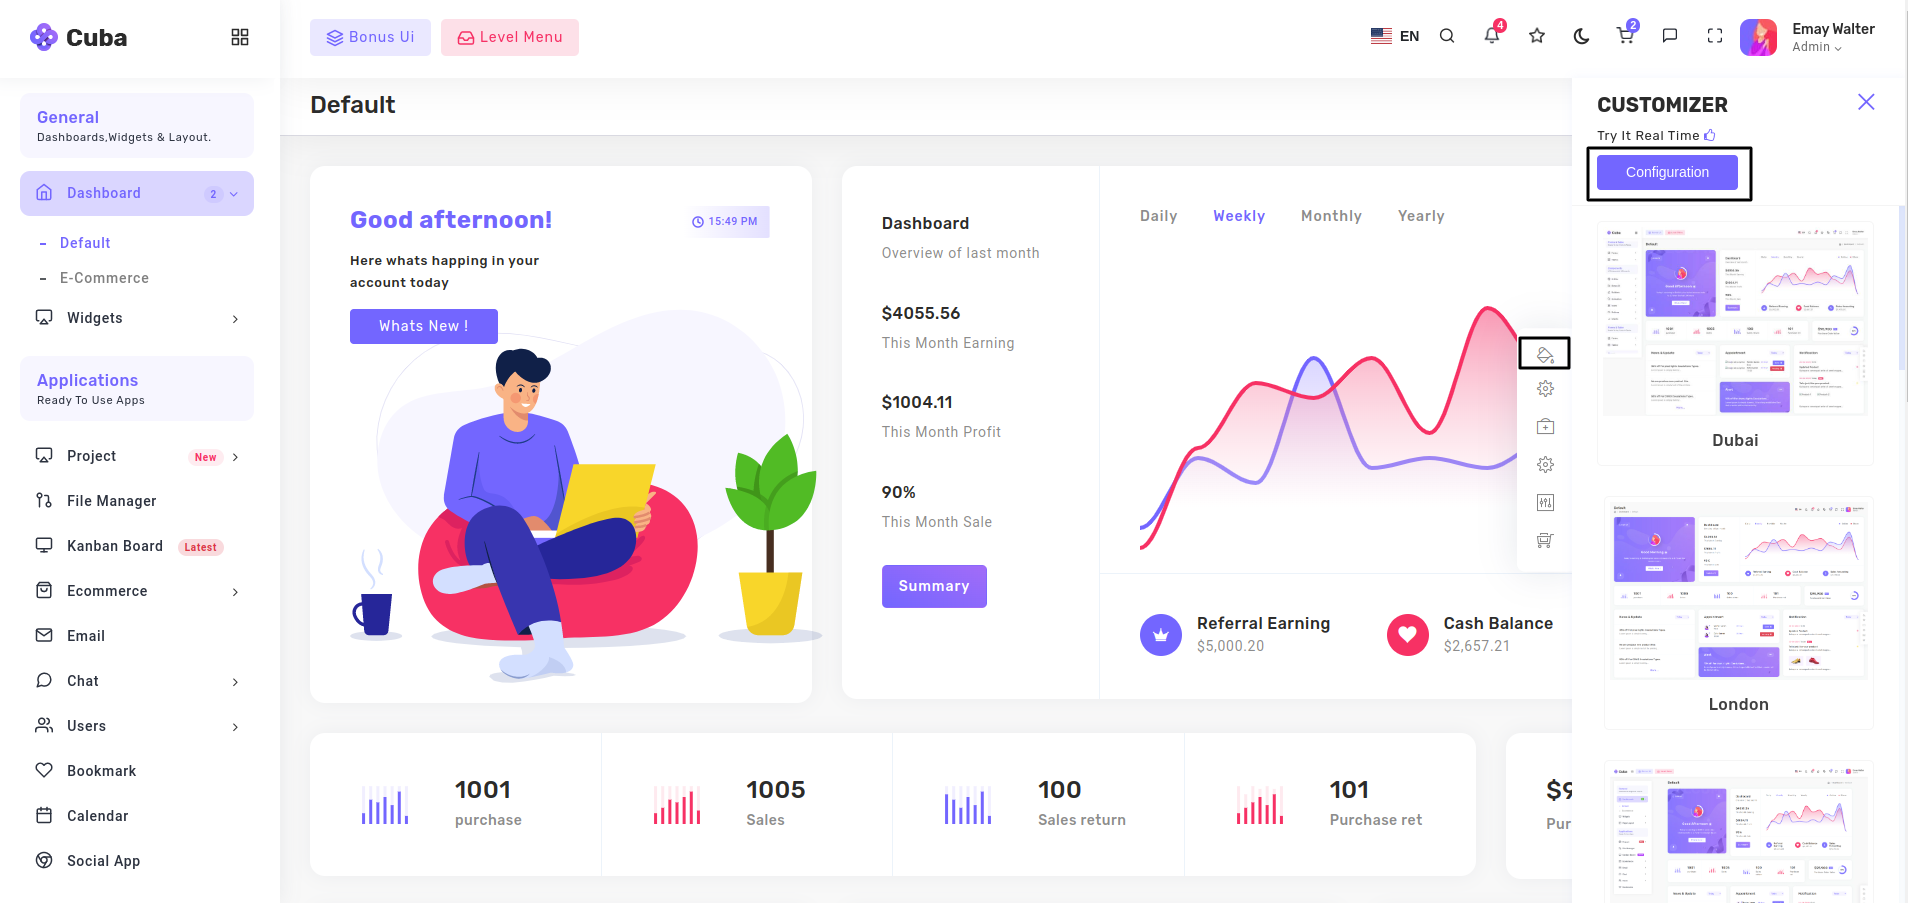 Cuba
Bonus Ui
Level Menu
EN
4
2
Emay Walter
Admin
General
Dashboards,Widgets & Layout.
Dashboard
2
Default
E-Commerce
Widgets
Applications
Ready To Use Apps
Project
New
File Manager
Kanban Board
Latest
Ecommerce
Email
Chat
Users
Bookmark
Calendar
Social App
Default
Good afternoon!
15:49 PM
Here whats happing in your
account today
Whats New !
Dashboard
Overview of last month
$4055.56
This Month Earning
$1004.11
This Month Profit
90%
This Month Sale
Summary
Daily
Weekly
Monthly
Yearly
Referral Earning
$5,000.20
Cash Balance
$2,657.21
1001
purchase
1005
Sales
100
Sales return
101
Purchase ret
$9
Pur
CUSTOMIZER
Try It Real Time
Configuration
Dubai
London